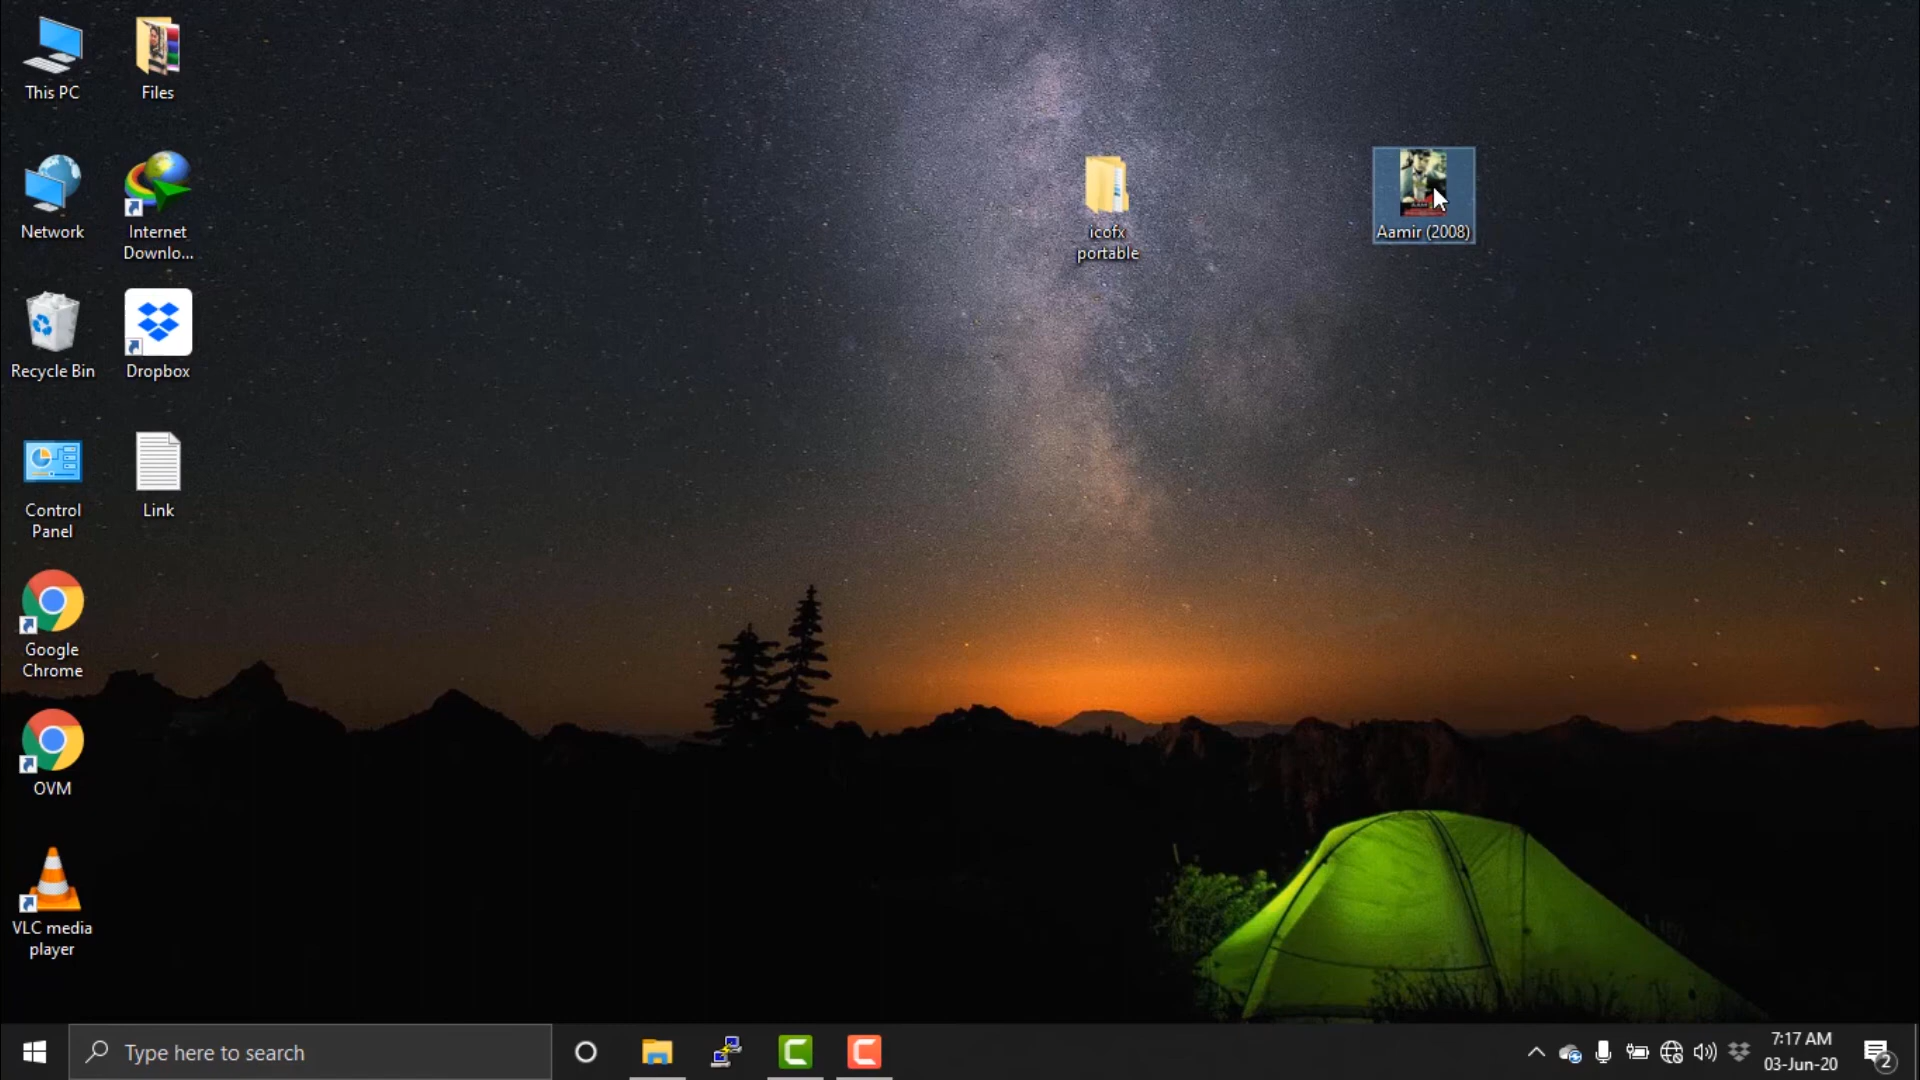 This PC
Files
Network
Internet
Downlo...
icofx
portable
Aamir (2008)
Recycle Bin
Dropbox
Control
Panel
Link
Google
Chrome
OVM
VLC media
player
Type here to search
7:17 AM
03-Jun-20
2